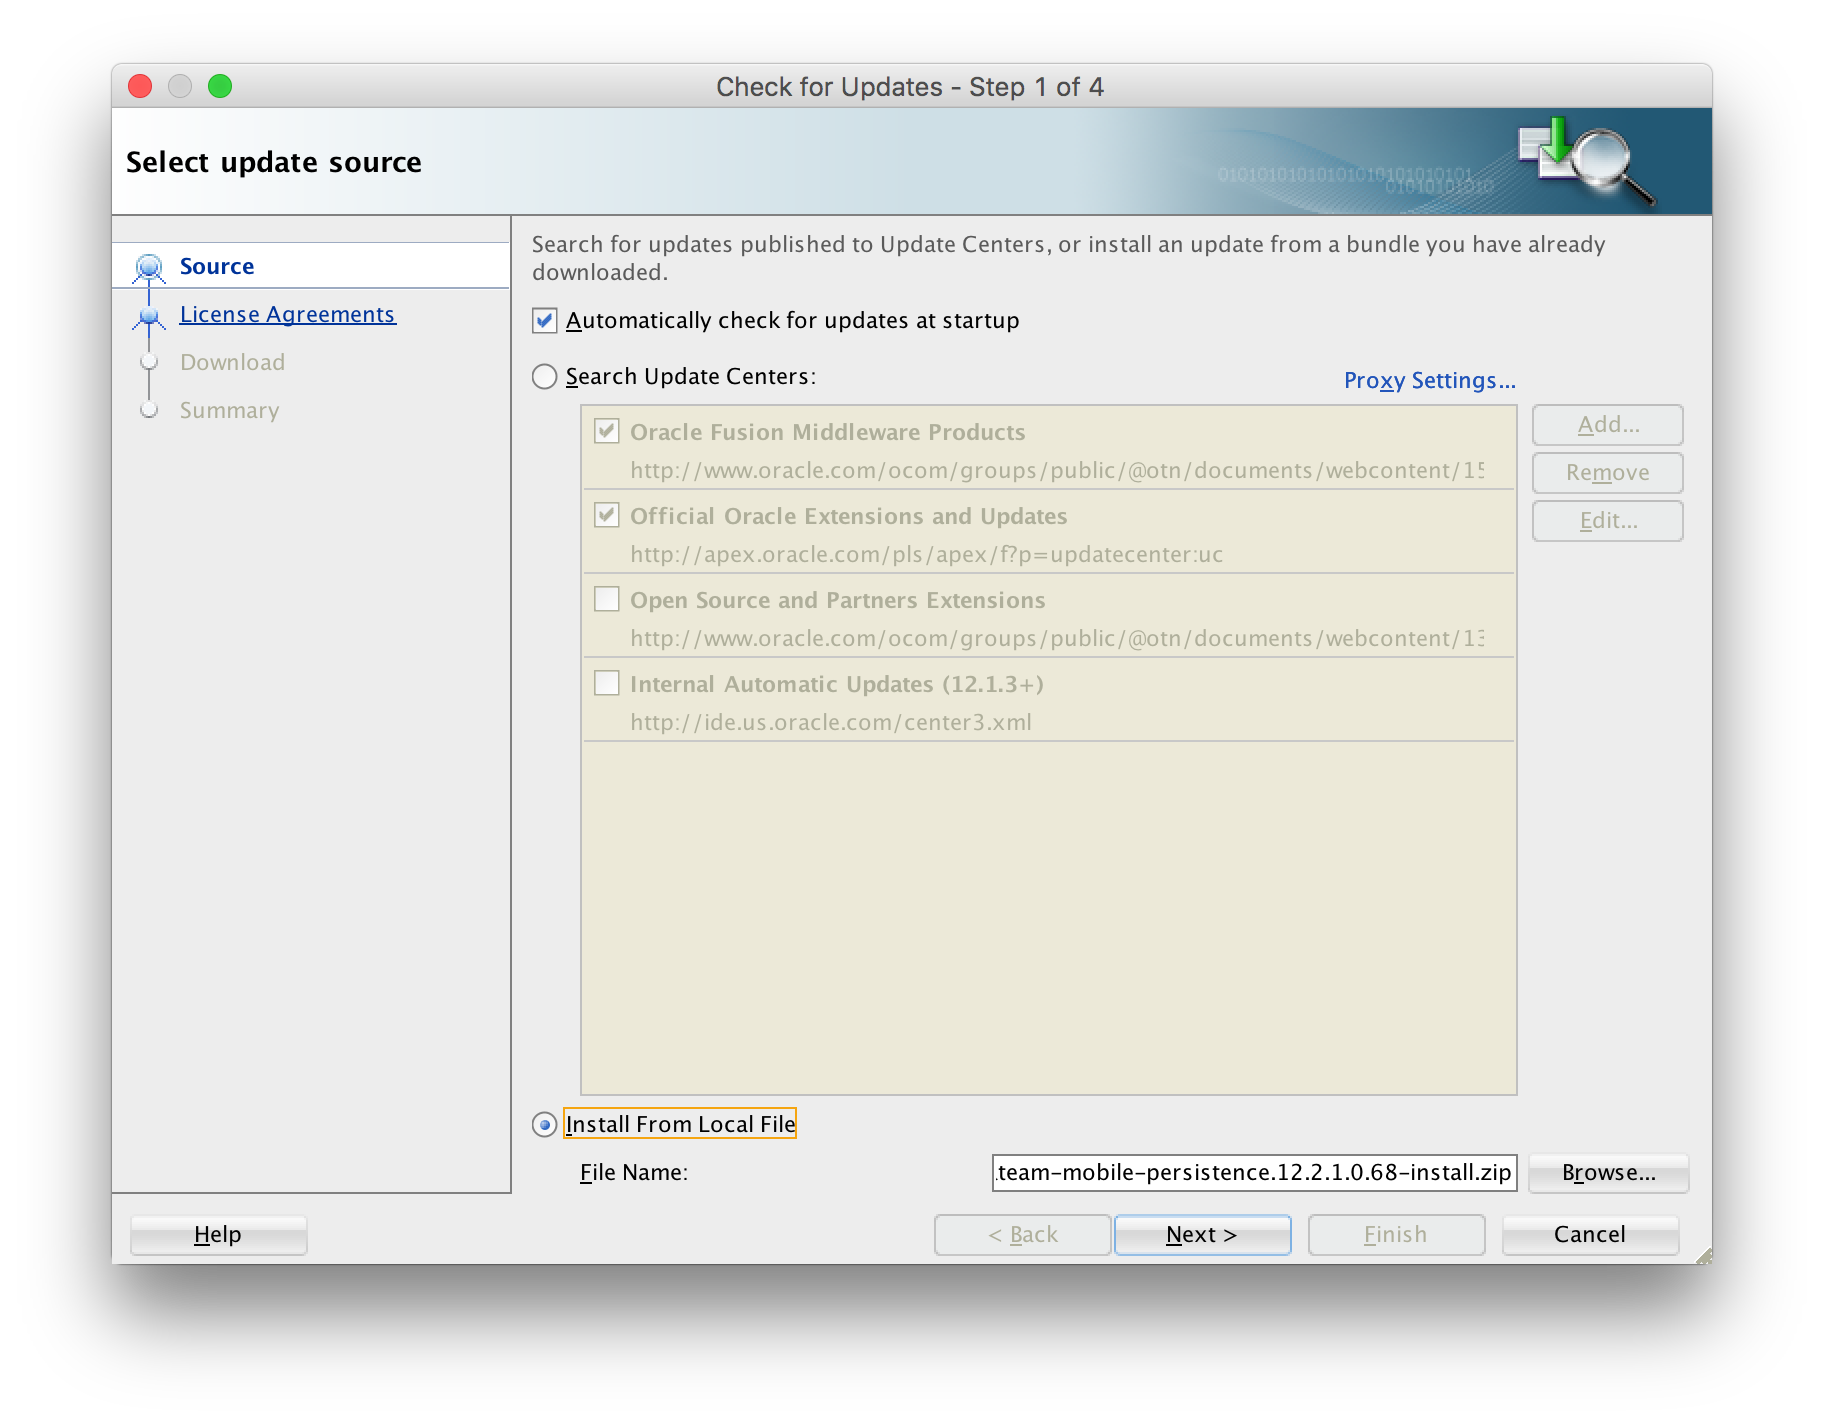 Check for Updates - Step 1 of 4
Select update source
01010101010101010101010101
01010101010
Source
License Agreements
Download
Summary
Search for updates published to Update Centers, or install an update from a bundle you have already
downloaded.
Automatically check for updates at startup
Search Update Centers:
Proxy Settings...
Oracle Fusion Middleware Products
http://www.oracle.com/ocom/groups/public/@otn/documents/webcontent/15
Official Oracle Extensions and Updates
http://apex.oracle.com/pls/apex/f?p=updatecenter:uc
Open Source and Partners Extensions
http://www.oracle.com/ocom/groups/public/@otn/documents/webcontent/13
Internal Automatic Updates (12.1.3+)
http://ide.us.oracle.com/center3.xml
Add...
Remove
Edit...
Install From Local File
File Name:
.team-mobile-persistence.12.2.1.0.68-install.zip
Browse...
Help
< Back
Next >
Finish
Cancel